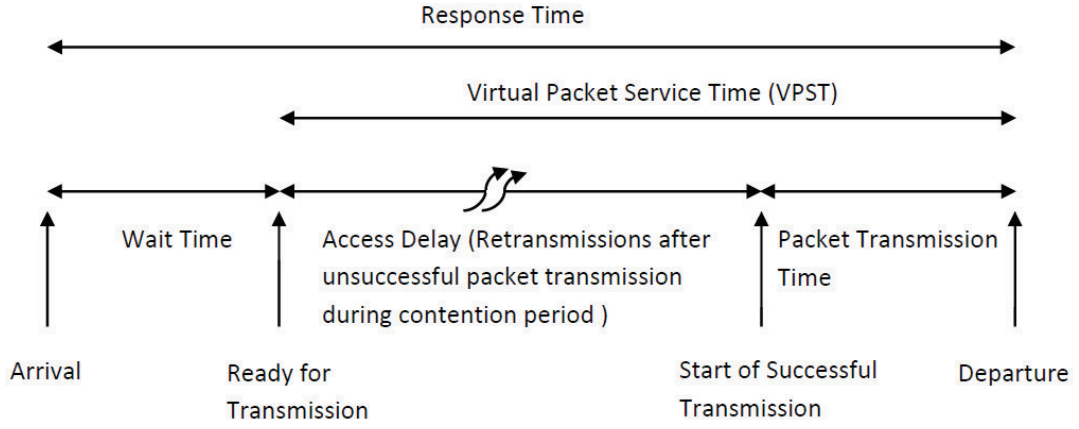 Response Time
Virtual Packet Service Time (VPST)
Wait Time
Access Delay (Retransmissions after
unsuccessful packet transmission
during contention period )
Packet Transmission
Time
Arrival
Ready for
Transmission
Start of Successful
Transmission
Departure